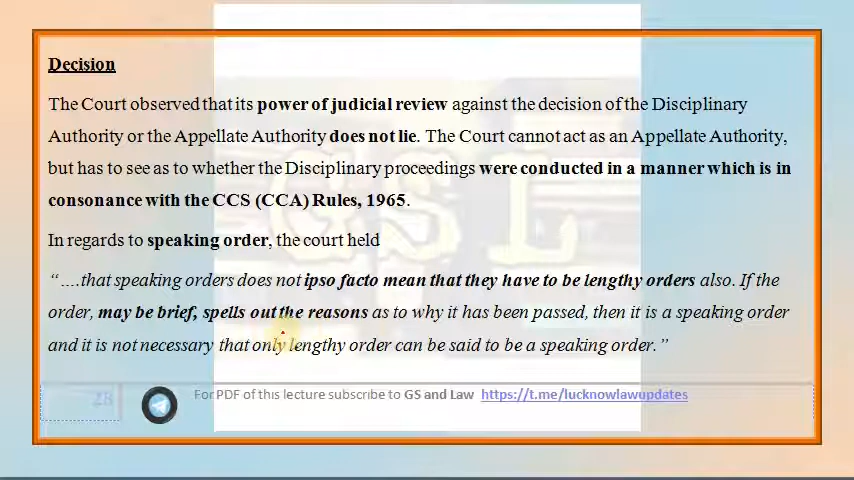 Decision
The Court observed that its power of judicial review against the decision of the Disciplinary
Authority or the Appellate Authority does not lie. The Court cannot act as an Appellate Authority,
but has to see as to whether the Disciplinary proceedings were conducted in a manner which is in
consonance with the CCS (CCA) Rules, 1965.
In regards to speaking order, the court held
“….that speaking orders does not ipso facto mean that they have to be lengthy orders also. If the
order, may be brief, spells out the reasons as to why it has been passed, then it is a speaking order
and it is not necessary that only lengthy order can be said to be a speaking order.”
28
For PDF of this lecture subscribe to GS and Law https://t.me/lucknowlawupdates
GSL